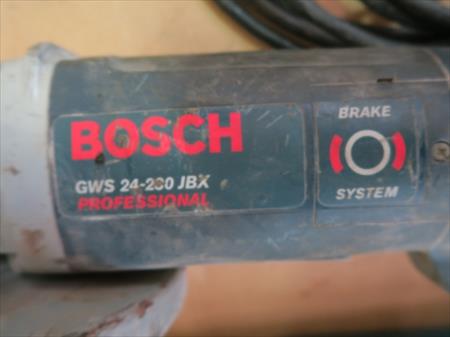 BOSCH
GWS 24-230 JBX
PROFESSIONAL
BRAKE
SYSTEM